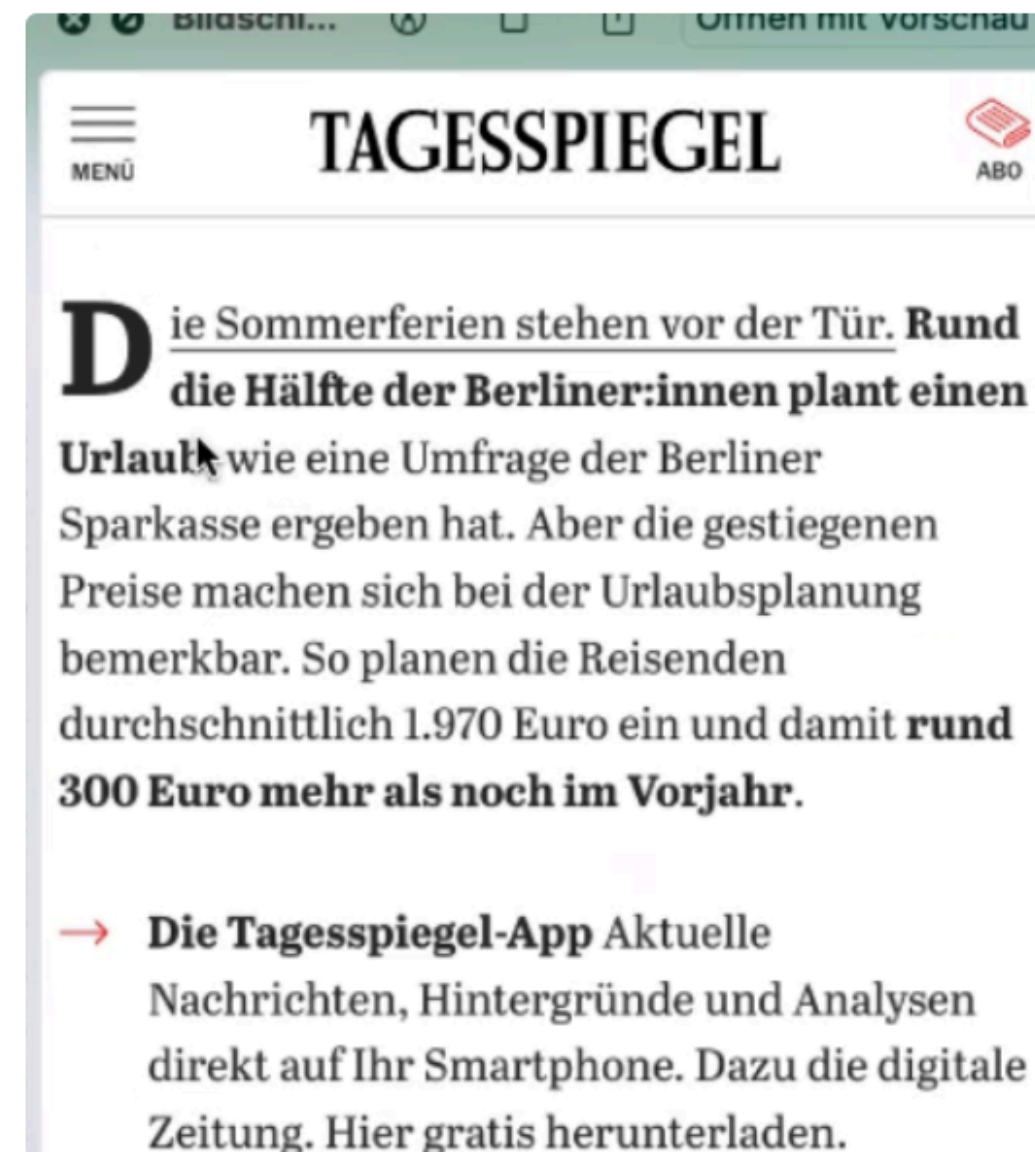 Bildschi...
Öffnen mit Vorschau
MENÜ
TAGESSPIEGEL
ABO
Die Sommerferien stehen vor der Tür. Rund
die Hälfte der Berliner:innen plant einen
Urlaub, wie eine Umfrage der Berliner
Sparkasse ergeben hat. Aber die gestiegenen
Preise machen sich bei der Urlaubsplanung
bemerkbar. So planen die Reisenden
durchschnittlich 1.970 Euro ein und damit rund
300 Euro mehr als noch im Vorjahr.
→ Die Tagesspiegel-App Aktuelle
Nachrichten, Hintergründe und Analysen
direkt auf Ihr Smartphone. Dazu die digitale
Zeitung. Hier gratis herunterladen.